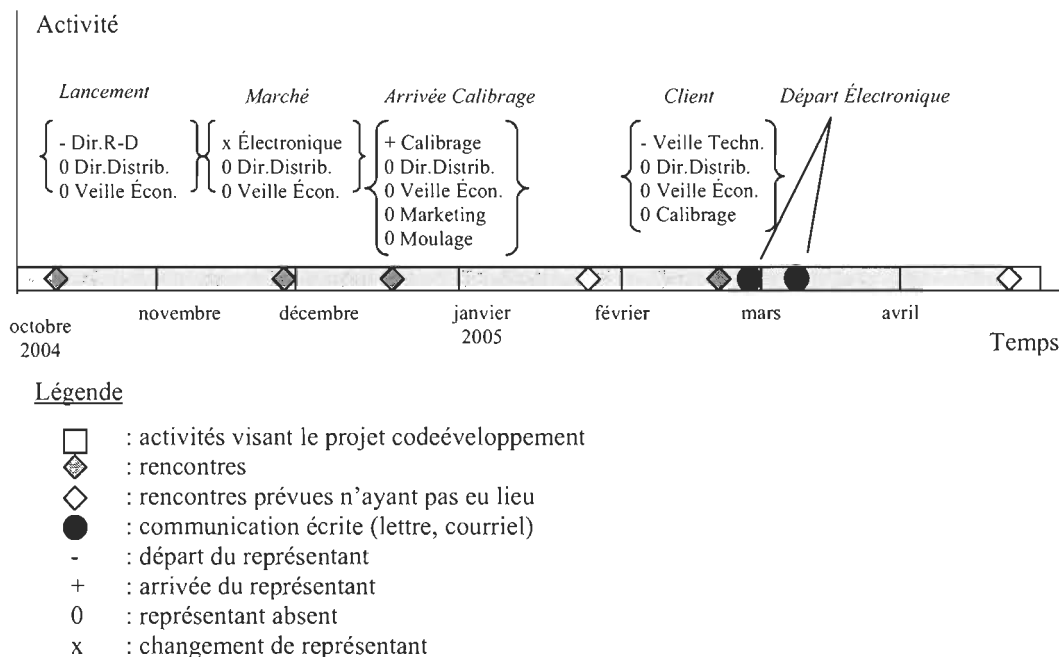 Activité
Lancement
Marché
Arrivée Calibrage
Client
Départ Électronique
- Dir.R-D
0 Dir.Distrib.
0 Veille Écon.
x Électronique
0 Dir.Distrib.
0 Veille Écon.
+ Calibrage
0 Dir.Distrib.
0 Veille Écon.
0 Marketing
0 Moulage
- Veille Techn.
0 Dir.Distrib.
0 Veille Écon.
0 Calibrage
octobre
2004
novembre
décembre
janvier
2005
février
mars
avril
Temps
Légende
: activités visant le projet codeéveloppement
: rencontres
: rencontres prévues n'ayant pas eu lieu
: communication écrite (lettre, courriel)
- : départ du représentant
+ : arrivée du représentant
0 : représentant absent
x : changement de représentant